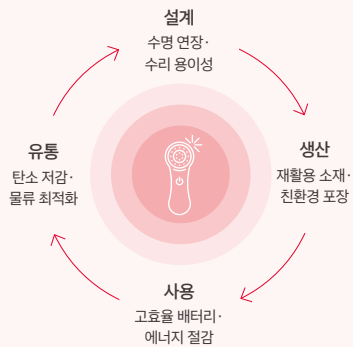 설계
수명 연장·
수리 용이성
생산
재활용 소재·
친환경 포장
사용
고효율 배터리·
에너지 절감
유통
탄소 저감·
물류 최적화